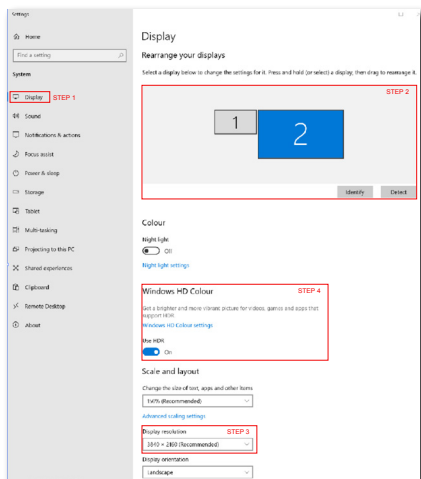 Settings
Home
Find a setting
System
Display STEP 1
Sound
Notifications & actions
Focus assist
Power & sleep
Storage
Tablet
Multi-tasking
Projecting to this PC
Shared experiences
Clipboard
Remote Desktop
About
Display
Rearrange your displays
Select a display below to change the settings for it. Press and hold (or select) a display, then drag to rearrange it.
STEP 2
1
2
Identify Detect
Colour
Night light
Off
Night light settings
Windows HD Colour STEP 4
Get a brighter and more vibrant picture for videos, games and apps that
support HDR.
Windows HD Colour settings
Use HDR
On
Scale and layout
Change the size of text, apps and other items
150% (Recommended)
Advanced scaling settings
Display resolution STEP 3
3840 × 2160 (Recommended)
Display orientation
Landscape